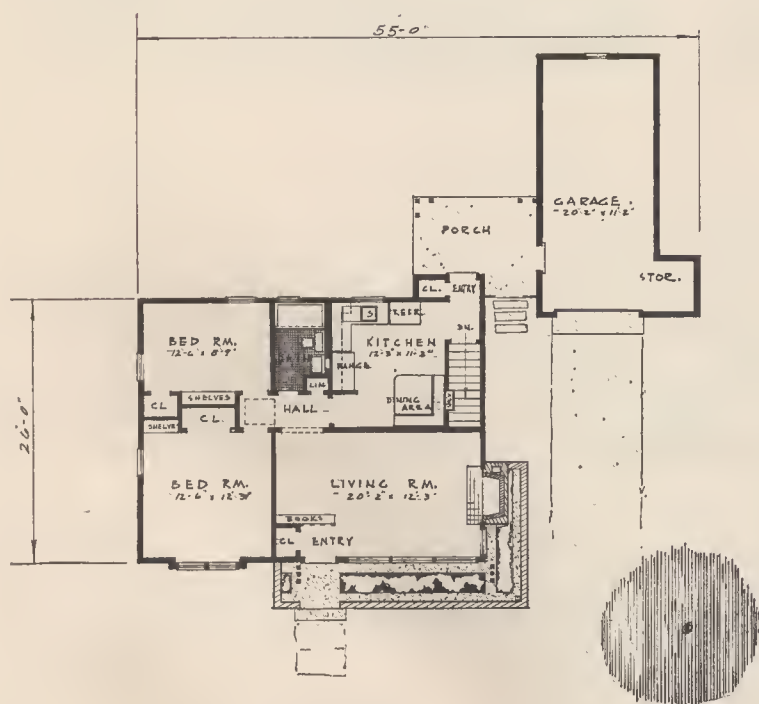 55'-0"
GARAGE.
20'-2" x 11'-2"
PORCH
STOR.
CL.
ENTRY
26'-0"
BED RM.
12'-6" x 8'-9"
BATH
S
REFR.
DN.
KITCHEN
12'-3" x 11'-3"
RANGE
LIN.
SHELVES
CL
CL.
HALL
DINING
AREA
SHELVES
BED RM.
12'-6" x 12'-3"
LIVING RM.
20'-2" x 12'-3"
BOOKS
CL
ENTRY